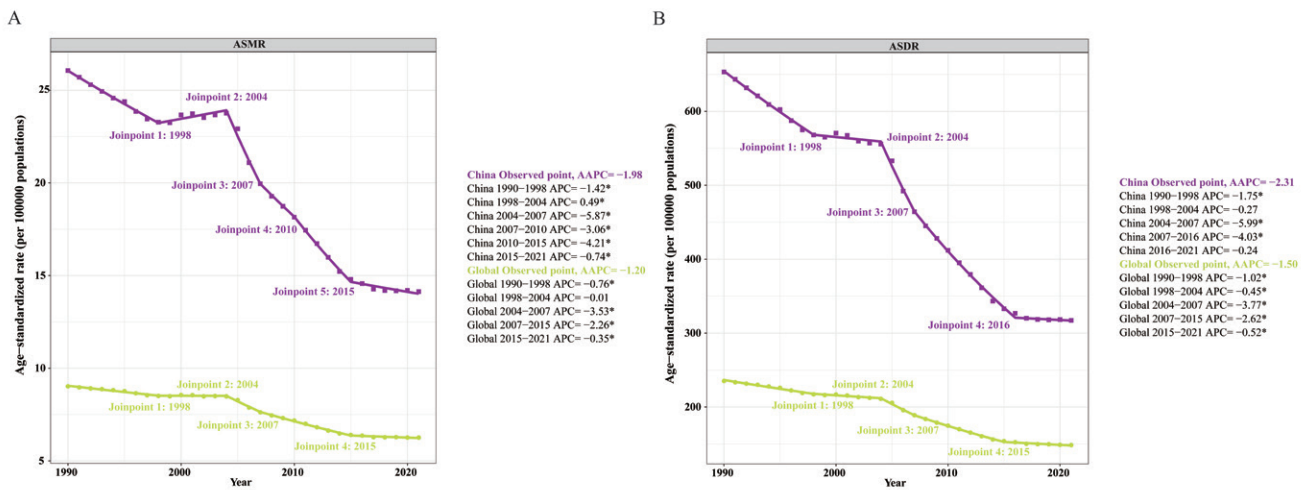 A
ASMR
Age−standardized rate (per 100000 populations)
25
20
15
10
5
1990
2000
2010
2020
Year
Joinpoint 1: 1998
Joinpoint 2: 2004
Joinpoint 3: 2007
Joinpoint 4: 2010
Joinpoint 5: 2015
Joinpoint 2: 2004
Joinpoint 1: 1998
Joinpoint 3: 2007
Joinpoint 4: 2015
China Observed point, AAPC= −1.98
China 1990−1998 APC= −1.42*
China 1998−2004 APC= 0.49*
China 2004−2007 APC= −5.87*
China 2007−2010 APC= −3.06*
China 2010−2015 APC= −4.21*
China 2015−2021 APC= −0.74*
Global Observed point, AAPC= −1.20
Global 1990−1998 APC= −0.76*
Global 1998−2004 APC= −0.01
Global 2004−2007 APC= −3.53*
Global 2007−2015 APC= −2.26*
Global 2015−2021 APC= −0.35*
B
ASDR
Age−standardized rate (per 100000 populations)
600
500
400
300
200
1990
2000
2010
2020
Year
Joinpoint 2: 2004
Joinpoint 1: 1998
Joinpoint 3: 2007
Joinpoint 4: 2016
Joinpoint 2: 2004
Joinpoint 1: 1998
Joinpoint 3: 2007
Joinpoint 4: 2015
China Observed point, AAPC= −2.31
China 1990−1998 APC= −1.75*
China 1998−2004 APC= −0.27
China 2004−2007 APC= −5.99*
China 2007−2016 APC= −4.03*
China 2016−2021 APC= −0.24
Global Observed point, AAPC= −1.50
Global 1990−1998 APC= −1.02*
Global 1998−2004 APC= −0.45*
Global 2004−2007 APC= −3.77*
Global 2007−2015 APC= −2.62*
Global 2015−2021 APC= −0.52*